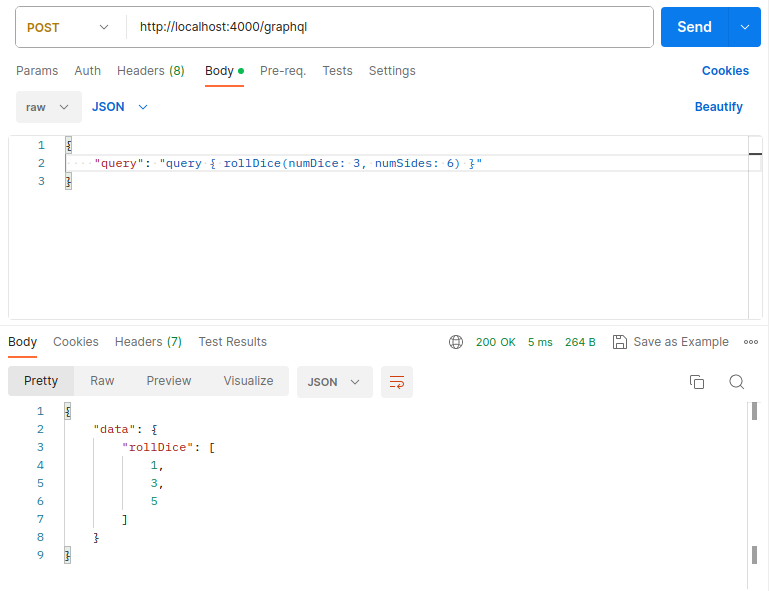 POST http://localhost:4000/graphql Send
Params Auth Headers (8) Body Pre-req. Tests Settings Cookies
raw JSON Beautify
1 {
2 "query": "query { rollDice(numDice: 3, numSides: 6) }"
3 }
Body Cookies Headers (7) Test Results 200 OK 5 ms 264 B Save as Example
Pretty Raw Preview Visualize JSON
1 {
2 "data": {
3 "rollDice": [
4 1,
5 3,
6 5
7 ]
8 }
9 }